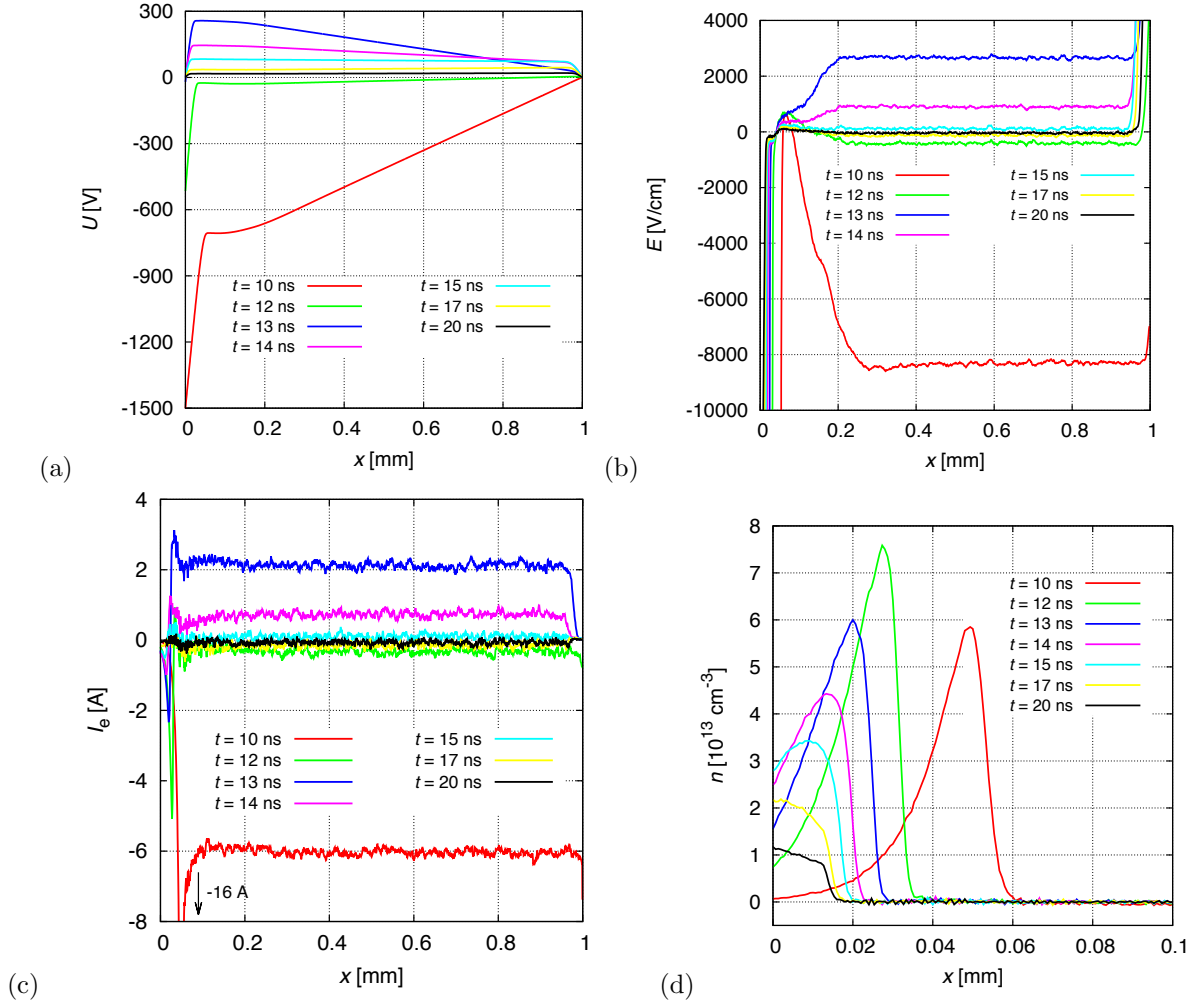 300
0
-300
-600
-900
-1200
-1500
U [V]
t = 10 ns
t = 12 ns
t = 13 ns
t = 14 ns
t = 15 ns
t = 17 ns
t = 20 ns
0 0.2 0.4 0.6 0.8 1
x [mm]
(a)
4000
2000
0
-2000
-4000
-6000
-8000
-10000
E [V/cm]
t = 10 ns
t = 12 ns
t = 13 ns
t = 14 ns
t = 15 ns
t = 17 ns
t = 20 ns
0 0.2 0.4 0.6 0.8 1
x [mm]
(b)
4
2
0
-2
-4
-6
-8
I_e [A]
t = 10 ns
t = 12 ns
t = 13 ns
t = 14 ns
t = 15 ns
t = 17 ns
t = 20 ns
-16 A
0 0.2 0.4 0.6 0.8 1
x [mm]
(c)
8
7
6
5
4
3
2
1
0
n [10^13 cm^-3]
t = 10 ns
t = 12 ns
t = 13 ns
t = 14 ns
t = 15 ns
t = 17 ns
t = 20 ns
0 0.02 0.04 0.06 0.08 0.1
x [mm]
(d)